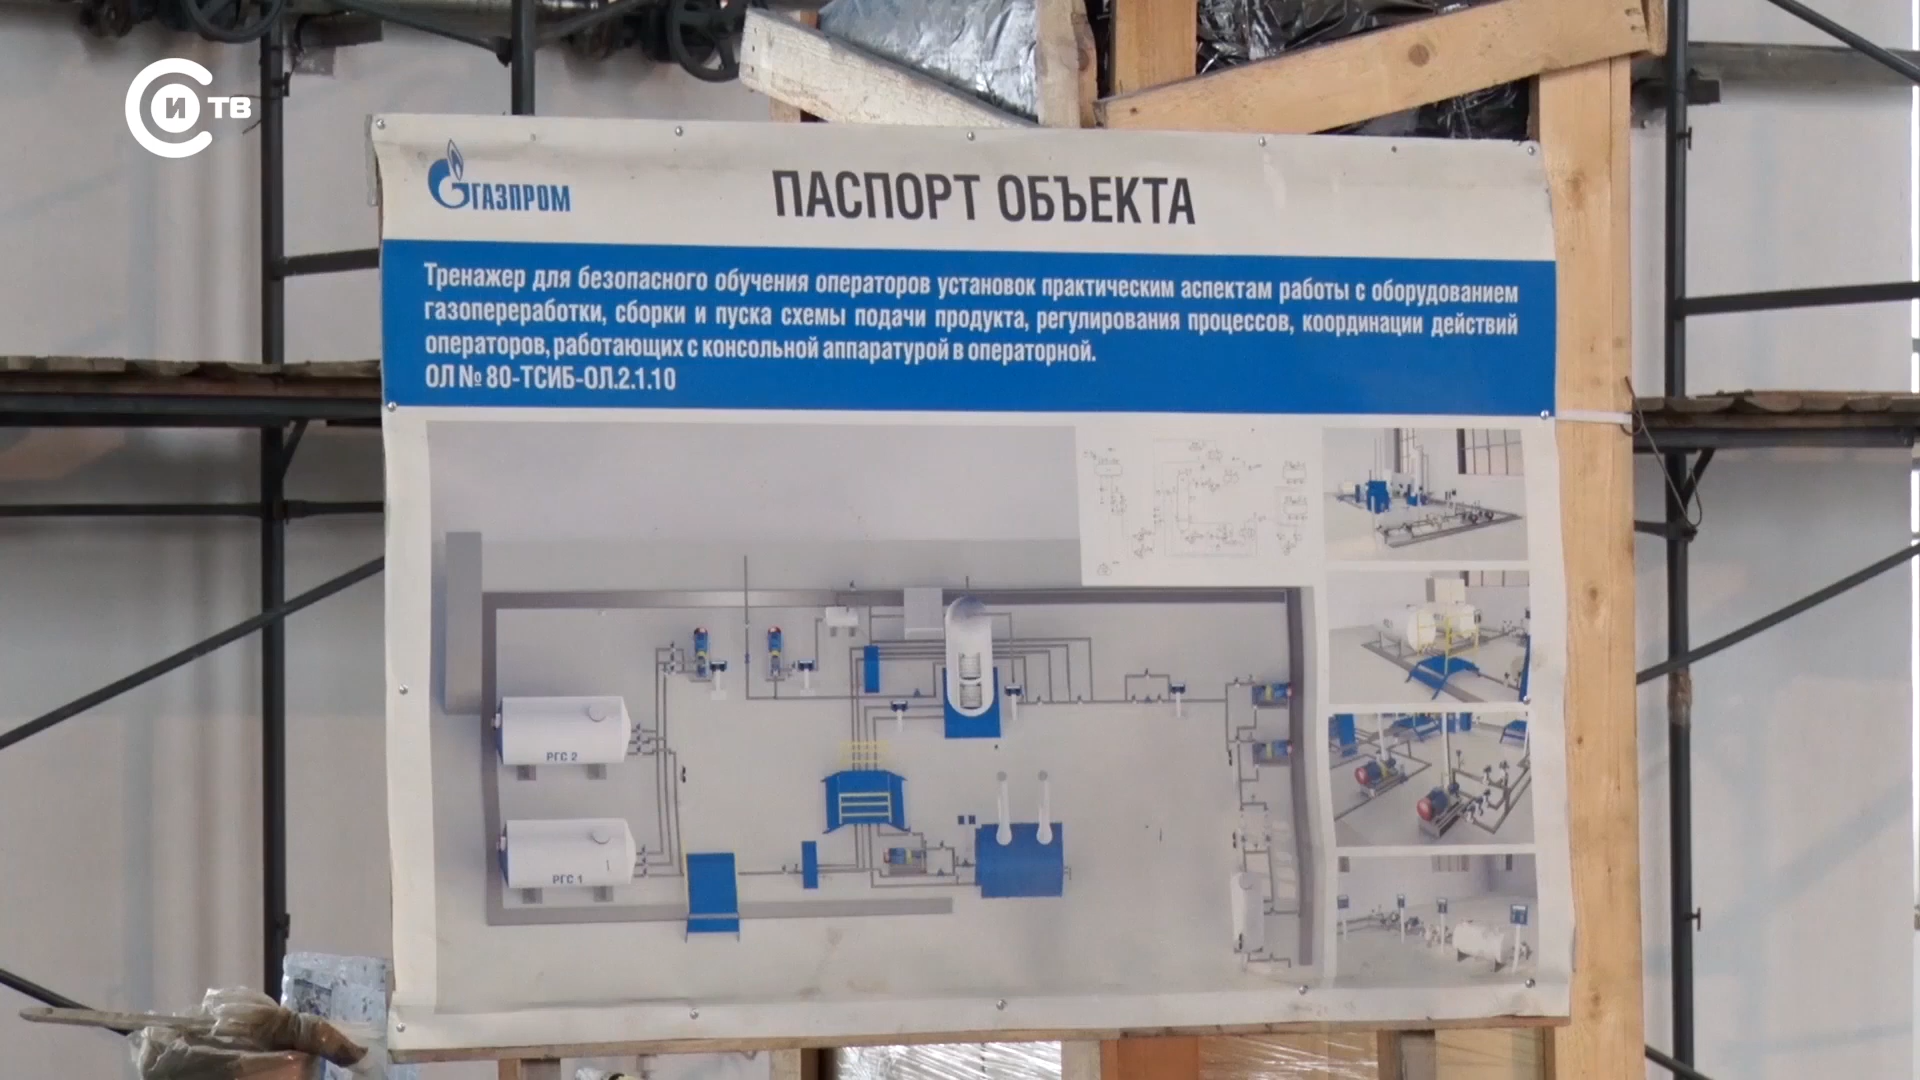 СИТВ
ГАЗПРОМ
ПАСПОРТ ОБЪЕКТА
Тренажер для безопасного обучения операторов установок практическим аспектам работы с оборудованием
газопереработки, сборки и пуска схемы подачи продукта, регулирования процессов, координации действий
операторов, работающих с консольной аппаратурой в операторной.
ОЛ № 80-ТСИБ-ОЛ.2.1.10
РГС 2
РГС 1